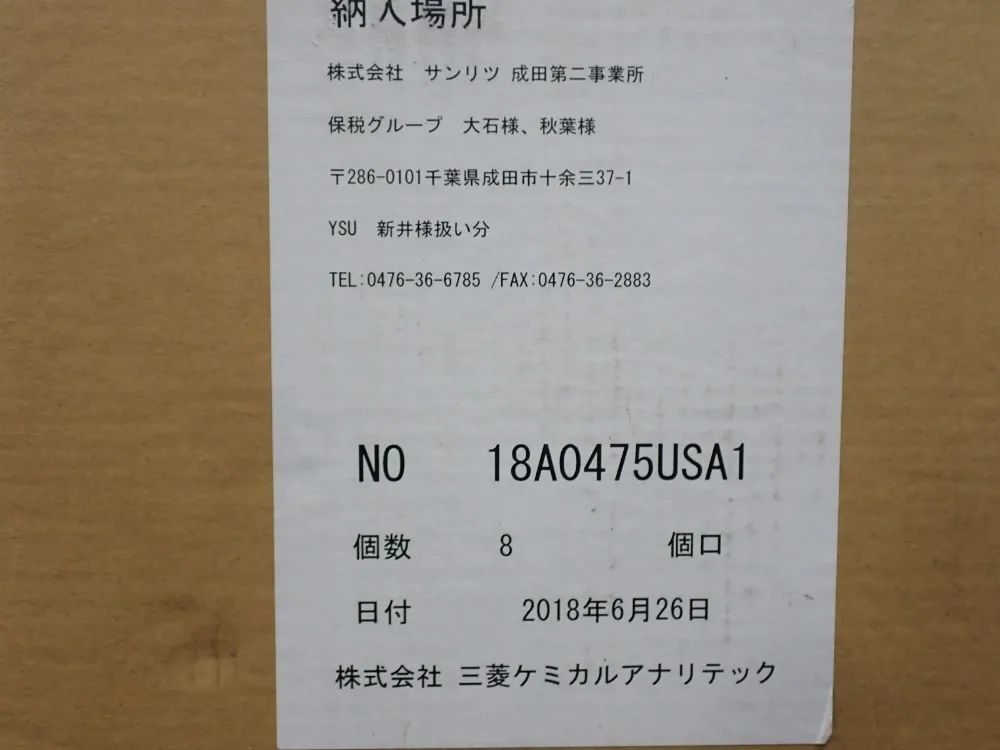 納入場所
株式会社 サンリツ 成田第二事業所
保税グループ 大石様、秋葉様
〒286-0101千葉県成田市十余三37-1
YSU 新井様扱い分
TEL:0476-36-6785 /FAX:0476-36-2883
NO 18A0475USA1
個数 8 個口
日付 2018年6月26日
株式会社 三菱ケミカルアナリテック